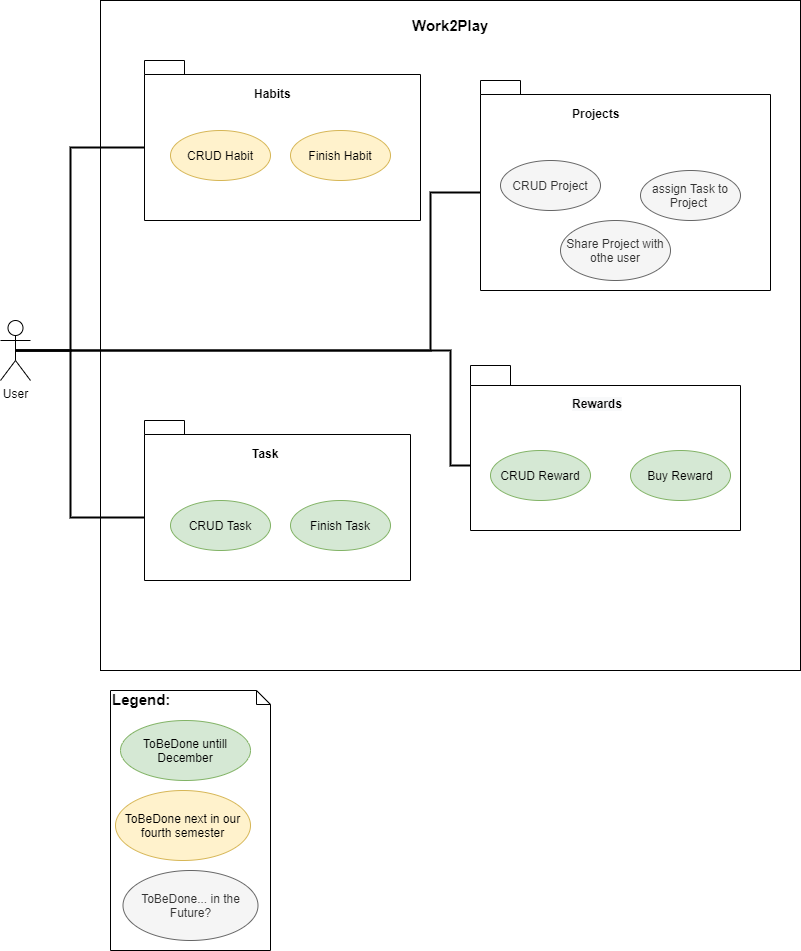 Work2Play
Habits
CRUD Habit
Finish Habit
Projects
CRUD Project
assign Task to
Project
Share Project with
othe user
User
Task
CRUD Task
Finish Task
Rewards
CRUD Reward
Buy Reward
Legend:
ToBeDone untill
December
ToBeDone next in our
fourth semester
ToBeDone... in the
Future?